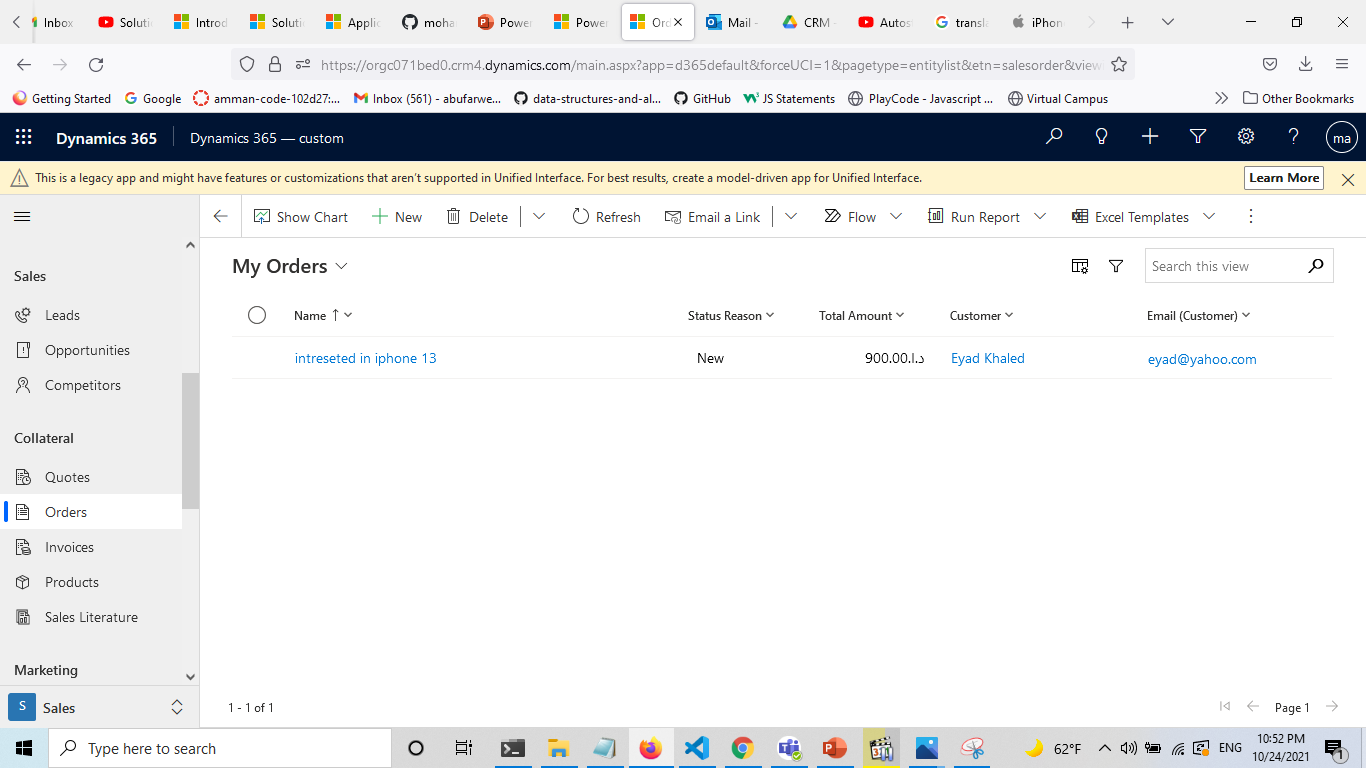 Inbox
Soluti
Introd
Soluti
Applic
moha
Power
Power
Ord
Mail -
CRM -
Autos
transla
iPhon
https://orgc071bed0.crm4.dynamics.com/main.aspx?app=d365default&forceUCI=1&pagetype=entitylist&etn=salesorder&view
Getting Started
Google
amman-code-102d27:...
Inbox (561) - abufarwe...
data-structures-and-al...
GitHub
JS Statements
PlayCode - Javascript ...
Virtual Campus
Other Bookmarks
Dynamics 365
Dynamics 365 — custom
ma
This is a legacy app and might have features or customizations that aren't supported in Unified Interface. For best results, create a model-driven app for Unified Interface.
Learn More
Show Chart
New
Delete
Refresh
Email a Link
Flow
Run Report
Excel Templates
Sales
Leads
Opportunities
Competitors
Collateral
Quotes
Orders
Invoices
Products
Sales Literature
Marketing
S
Sales
My Orders
Search this view
Name
Status Reason
Total Amount
Customer
Email (Customer)
intreseted in iphone 13
New
د.ا.900.00
Eyad Khaled
eyad@yahoo.com
1 - 1 of 1
Page 1
Type here to search
62°F
ENG
10:52 PM
10/24/2021
1